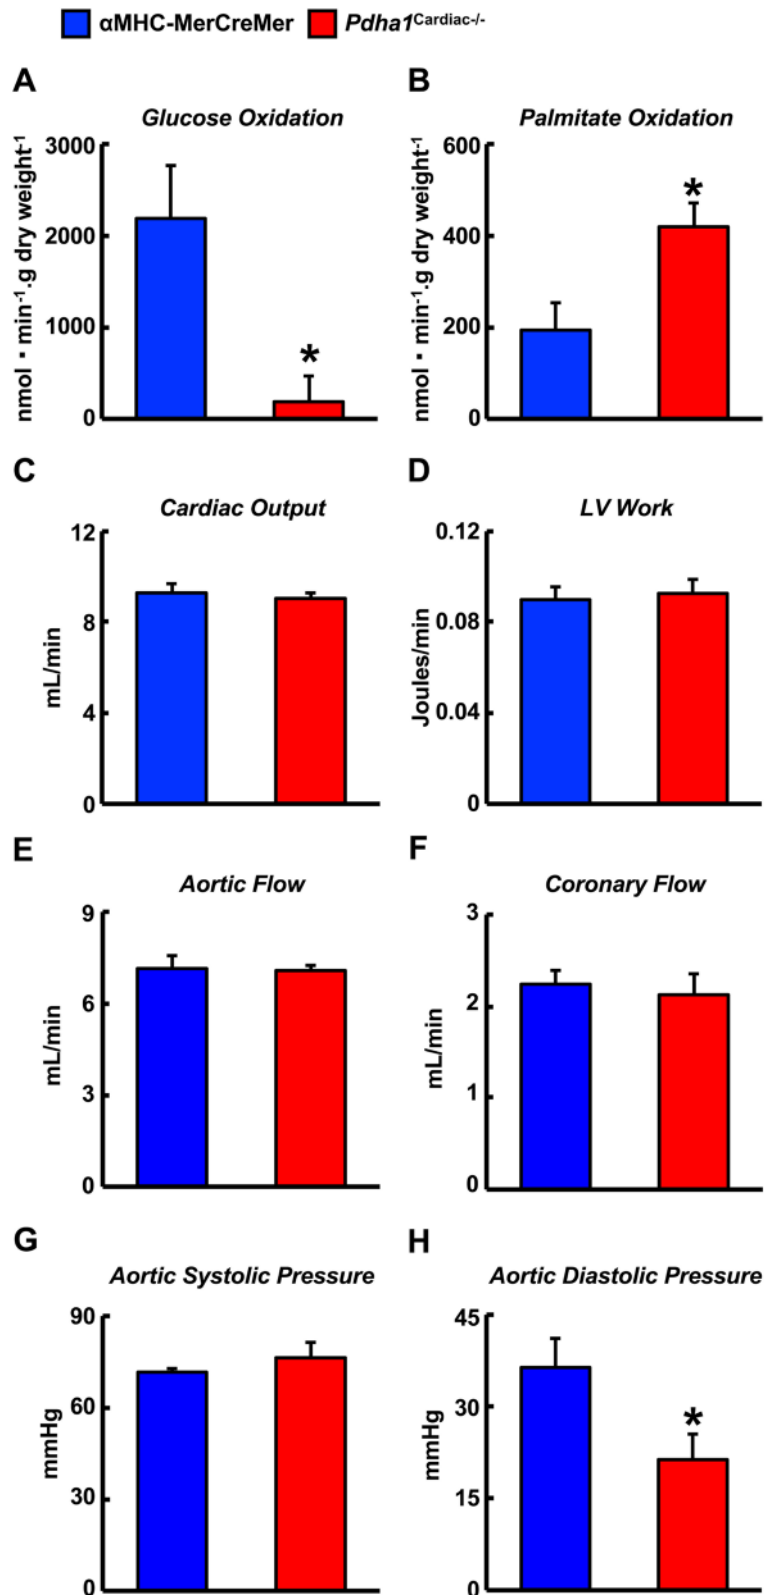 αMHC-MerCreMer Pdha1Cardiac-/-
A
Glucose Oxidation
nmol ▪ min-1.g dry weight-1
3000
2000
1000
0
*
B
Palmitate Oxidation
nmol ▪ min-1.g dry weight-1
600
400
200
0
*
C
Cardiac Output
mL/min
12
8
4
0
D
LV Work
Joules/min
0.12
0.08
0.04
0
E
Aortic Flow
mL/min
9
6
3
0
F
Coronary Flow
mL/min
3
2
1
0
G
Aortic Systolic Pressure
mmHg
90
60
30
0
H
Aortic Diastolic Pressure
mmHg
45
30
15
0
*